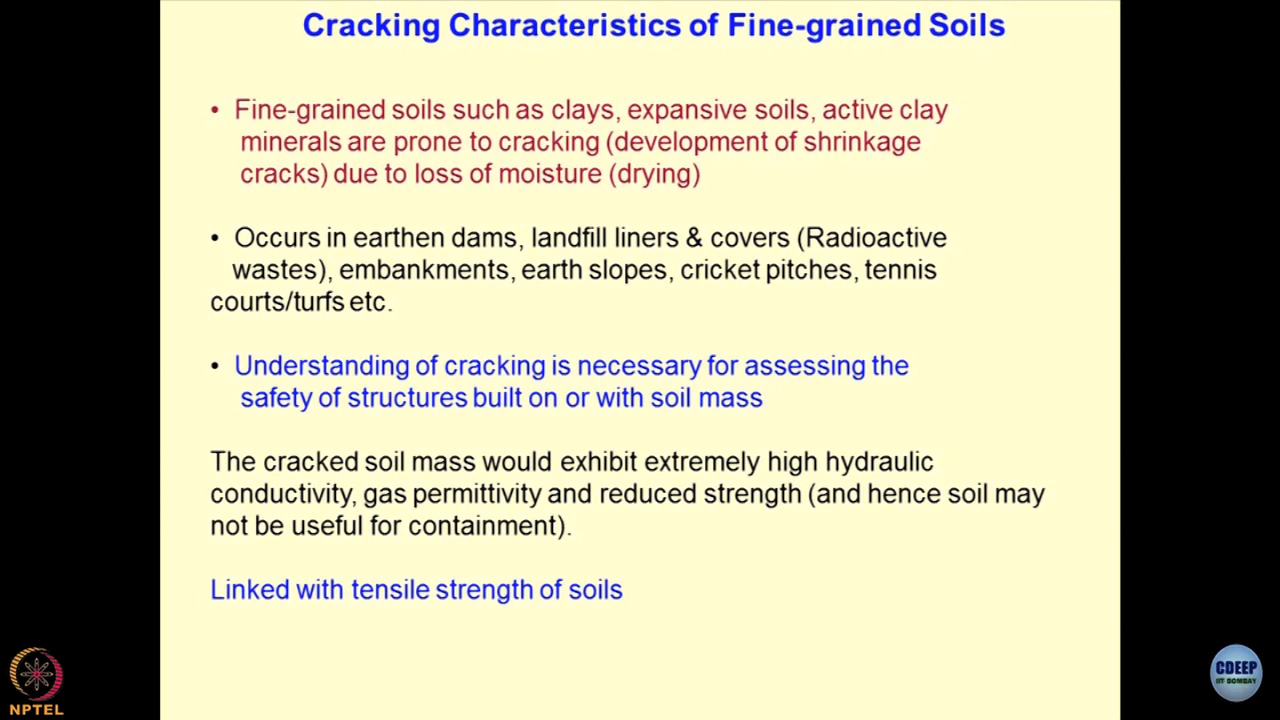 Cracking Characteristics of Fine-grained Soils
• Fine-grained soils such as clays, expansive soils, active clay
minerals are prone to cracking (development of shrinkage
cracks) due to loss of moisture (drying)
• Occurs in earthen dams, landfill liners & covers (Radioactive
wastes), embankments, earth slopes, cricket pitches, tennis
courts/turfs etc.
• Understanding of cracking is necessary for assessing the
safety of structures built on or with soil mass
The cracked soil mass would exhibit extremely high hydraulic
conductivity, gas permittivity and reduced strength (and hence soil may
not be useful for containment).
Linked with tensile strength of soils
NPTEL
CDEEP
IIT BOMBAY